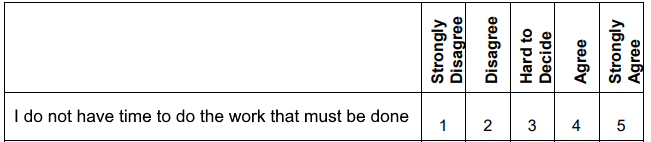 Strongly
Disagree
Disagree
Hard to
Decide
Agree
Strongly
Agree
I do not have time to do the work that must be done 1 2 3 4 5